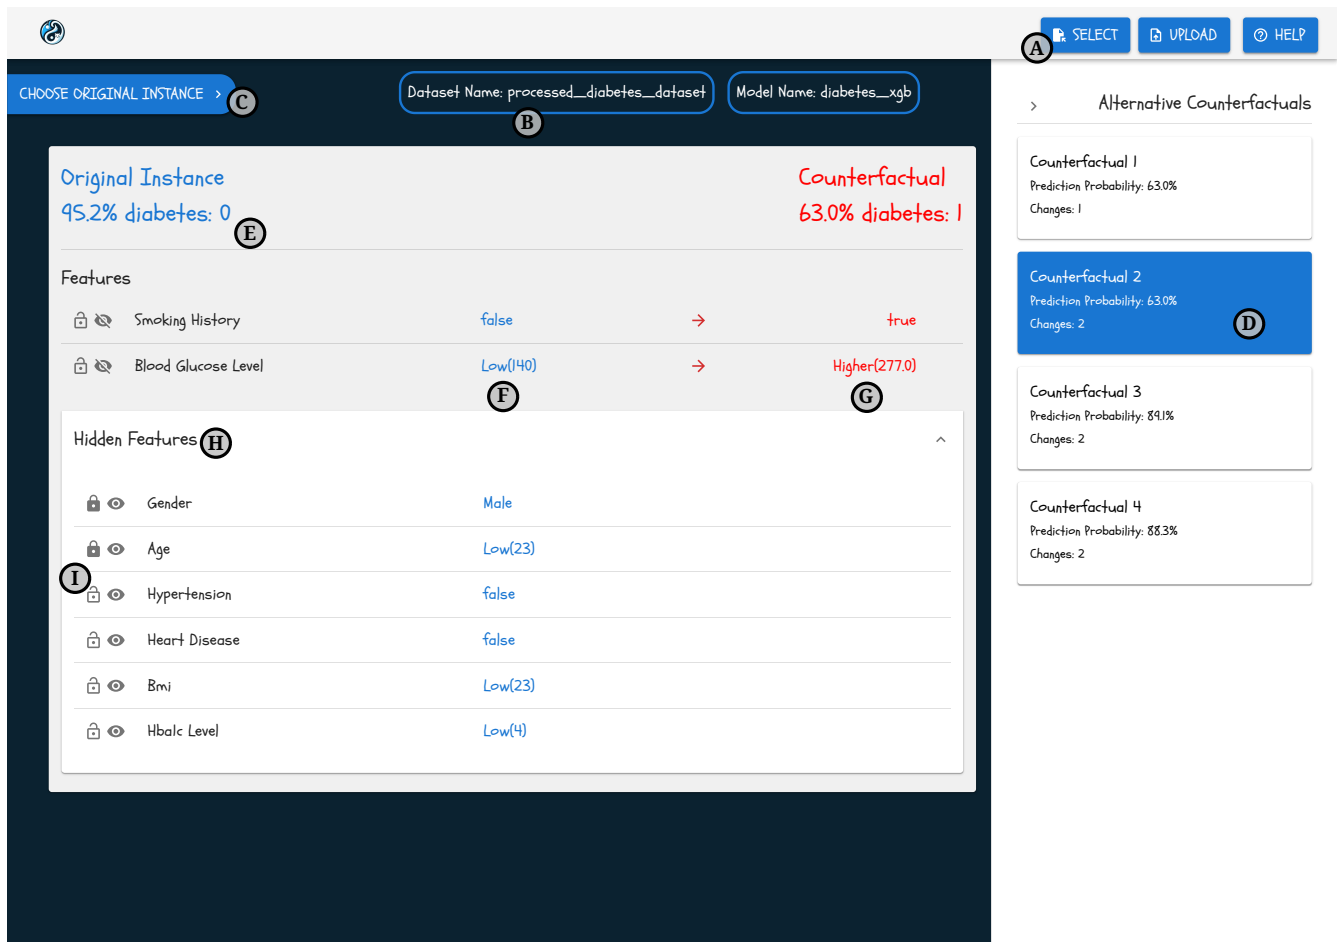 SELECT
UPLOAD
HELP
A
CHOOSE ORIGINAL INSTANCE
C
Dataset Name: processed_diabetes_dataset
Model Name: diabetes_xgb
B
Original Instance
95.2% diabetes: 0
E
Counterfactual
63.0% diabetes: 1
Features
Smoking History false → true
Blood Glucose Level Low(140) → Higher(277.0)
F
G
Hidden Features
H
Gender Male
Age Low(23)
I
Hypertension false
Heart Disease false
Bmi Low(23)
Hba1c Level Low(4)
Alternative Counterfactuals
Counterfactual 1
Prediction Probability: 63.0%
Changes: 1
Counterfactual 2
Prediction Probability: 63.0%
Changes: 2
D
Counterfactual 3
Prediction Probability: 89.1%
Changes: 2
Counterfactual 4
Prediction Probability: 88.3%
Changes: 2